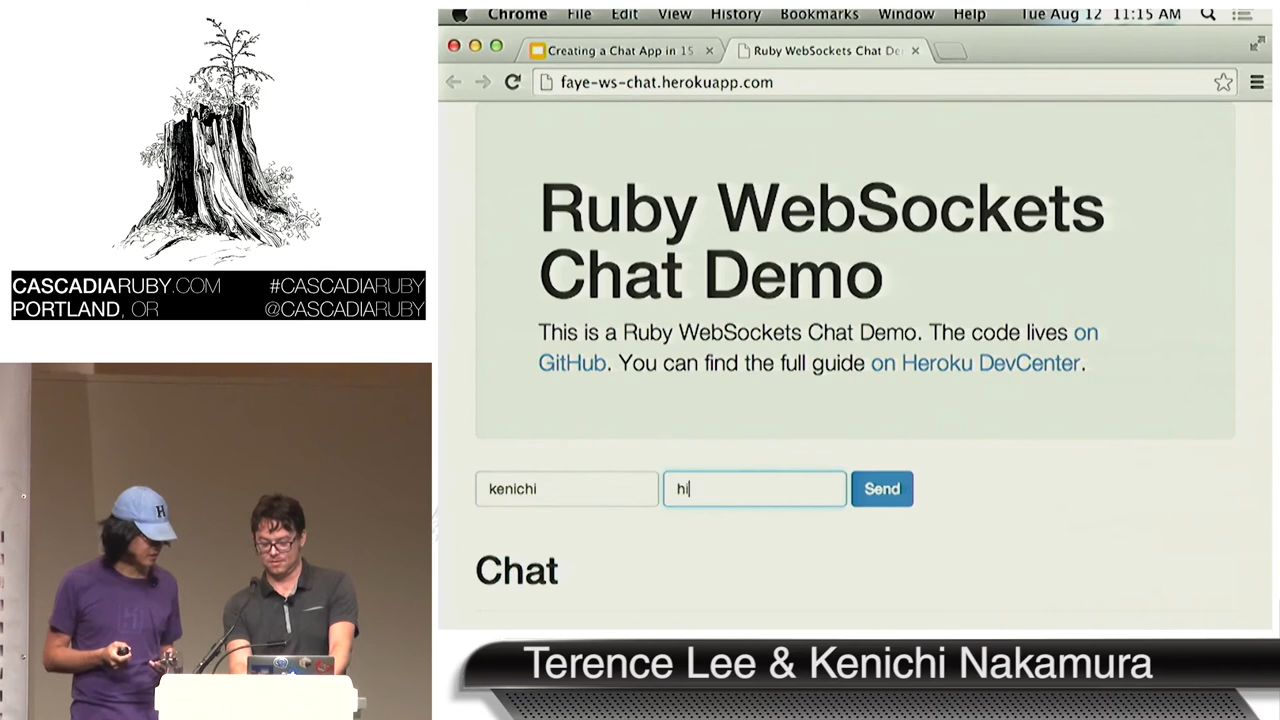 CASCADIARUBY.COM #CASCADIARUBY
PORTLAND, OR @CASCADIARUBY
Chrome File Edit View History Bookmarks Window Help Tue Aug 12 11:15 AM
Creating a Chat App in 15
Ruby WebSockets Chat De
faye-ws-chat.herokuapp.com
Ruby WebSockets
Chat Demo
This is a Ruby WebSockets Chat Demo. The code lives on
GitHub. You can find the full guide on Heroku DevCenter.
kenichi hi Send
Chat
H
Terence Lee & Kenichi Nakamura